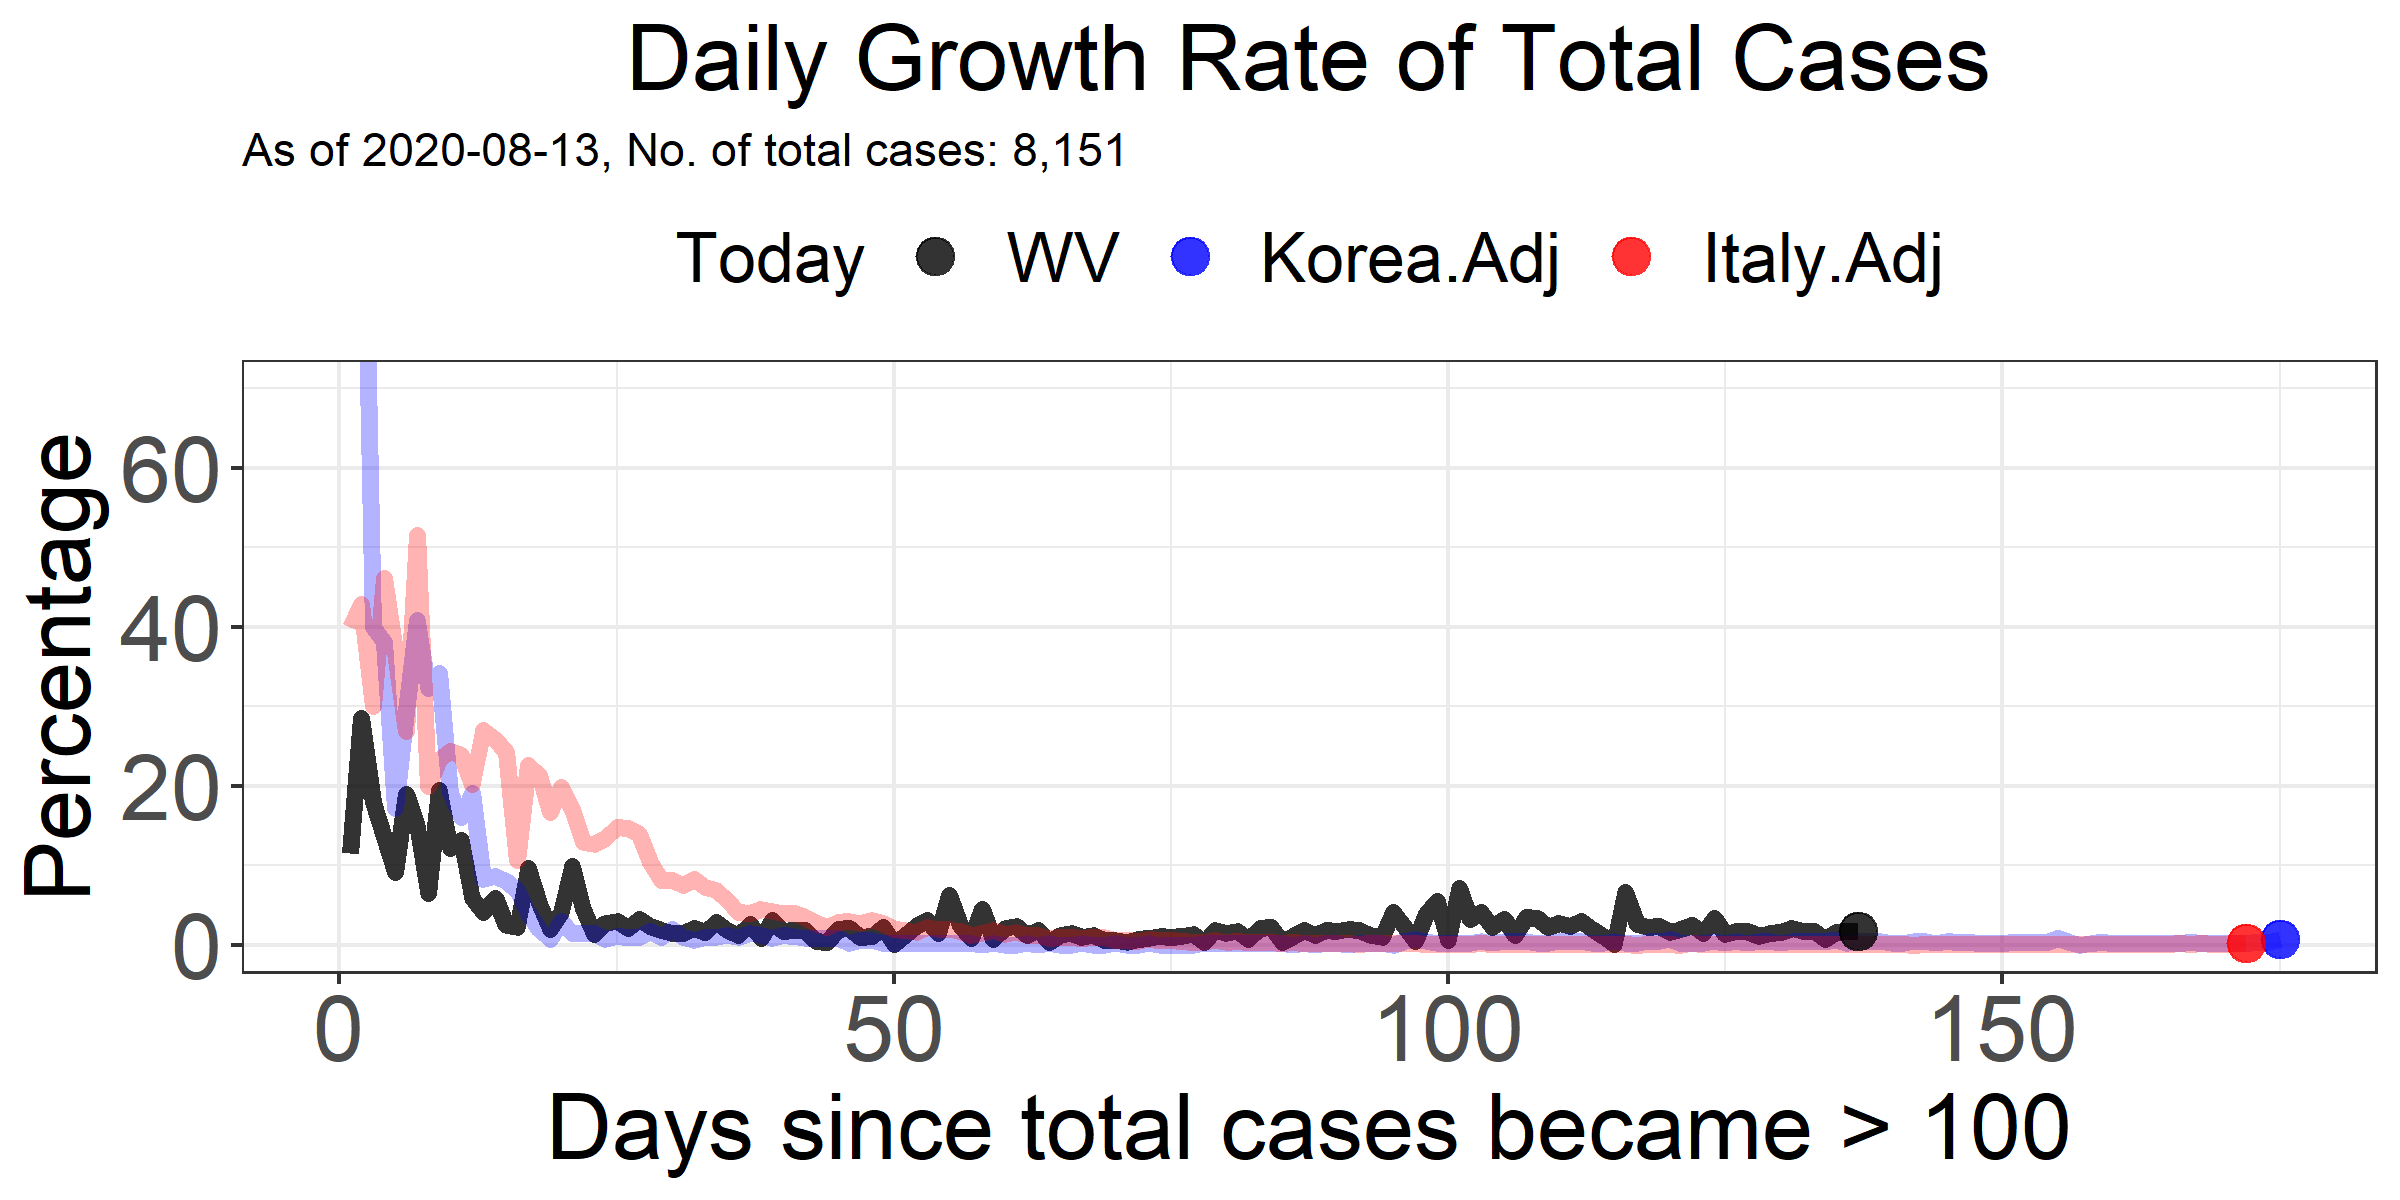 Daily Growth Rate of Total Cases
As of 2020-08-13, No. of total cases: 8,151
Today WV Korea.Adj Italy.Adj
Percentage
60
40
20
0
0 50 100 150
Days since total cases became > 100